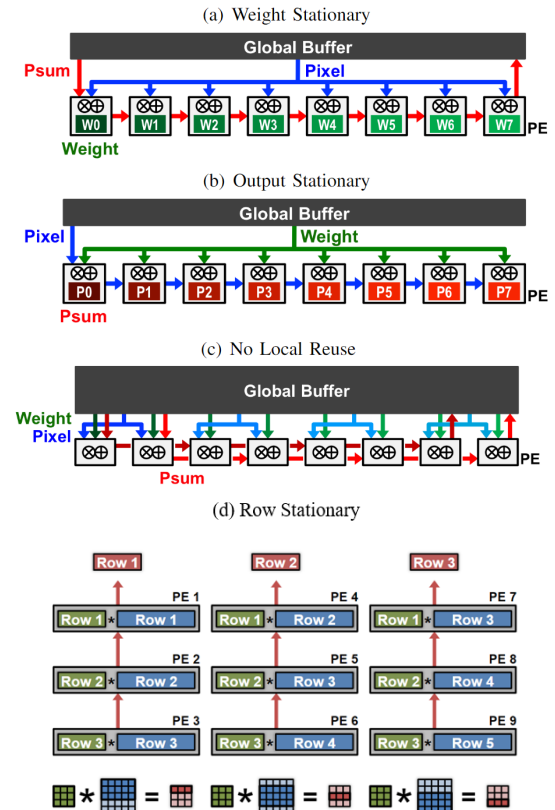 (a) Weight Stationary
Global Buffer
Psum Pixel
W0 W1 W2 W3 W4 W5 W6 W7 PE
Weight
(b) Output Stationary
Global Buffer
Pixel Weight
P0 P1 P2 P3 P4 P5 P6 P7 PE
Psum
(c) No Local Reuse
Global Buffer
Weight
Pixel
PE
Psum
(d) Row Stationary
Row 1 Row 2 Row 3
PE 1 PE 4 PE 7
Row 1 * Row 1 Row 1 * Row 2 Row 1 * Row 3
PE 2 PE 5 PE 8
Row 2 * Row 2 Row 2 * Row 3 Row 2 * Row 4
PE 3 PE 6 PE 9
Row 3 * Row 3 Row 3 * Row 4 Row 3 * Row 5
* = * = * =